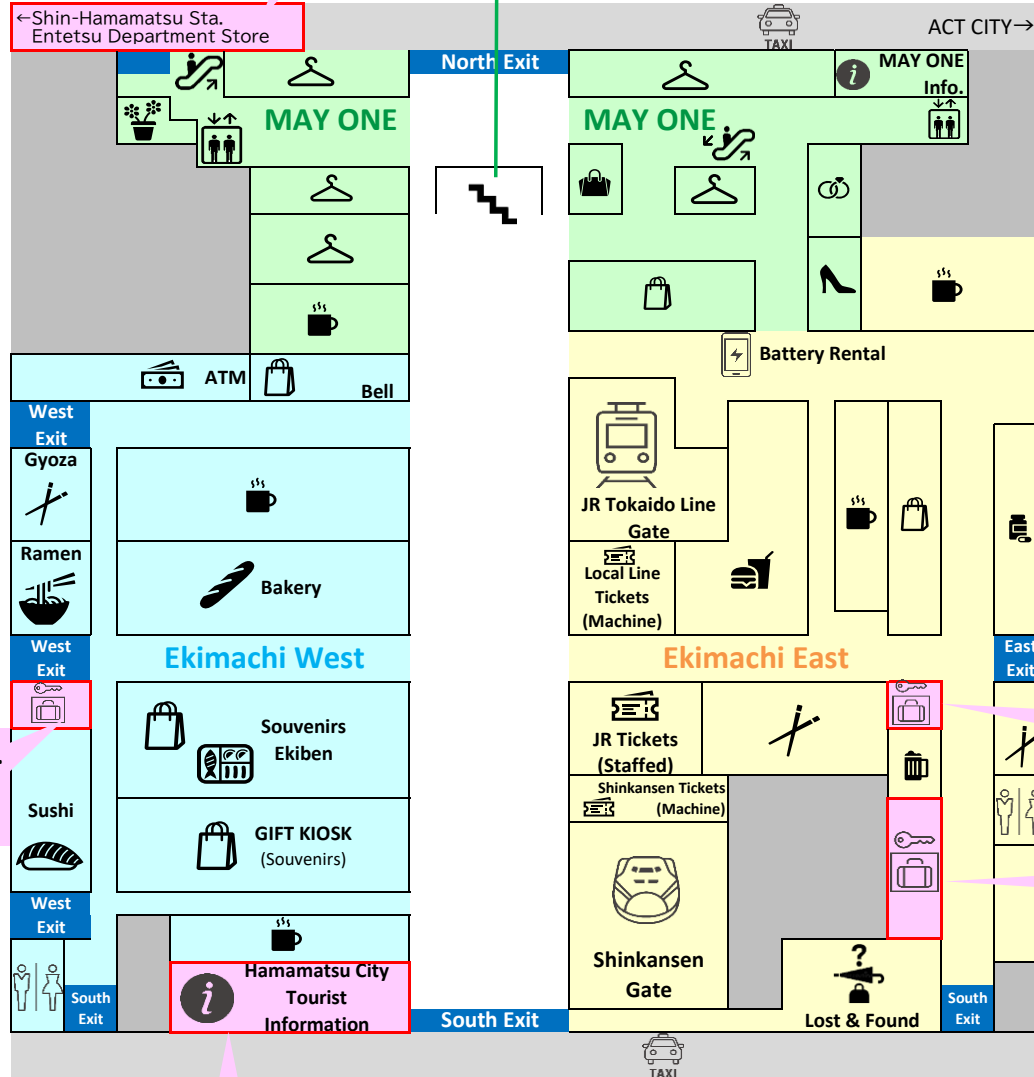 ←Shin-Hamamatsu Sta.
Entetsu Department Store
TAXI
ACT CITY→
North Exit
MAY ONE
Info.
MAY ONE
MAY ONE
Battery Rental
ATM
Bell
West
Exit
Gyoza
JR Tokaido Line
Gate
Ramen
Bakery
Local Line
Tickets
(Machine)
West
Exit
Ekimachi West
Ekimachi East
East
Exit
Souvenirs
Ekiben
JR Tickets
(Staffed)
Shinkansen Tickets
(Machine)
Sushi
GIFT KIOSK
(Souvenirs)
West
Exit
Shinkansen
Gate
Hamamatsu City
Tourist
Information
South
Exit
South Exit
Lost & Found
South
Exit
TAXI